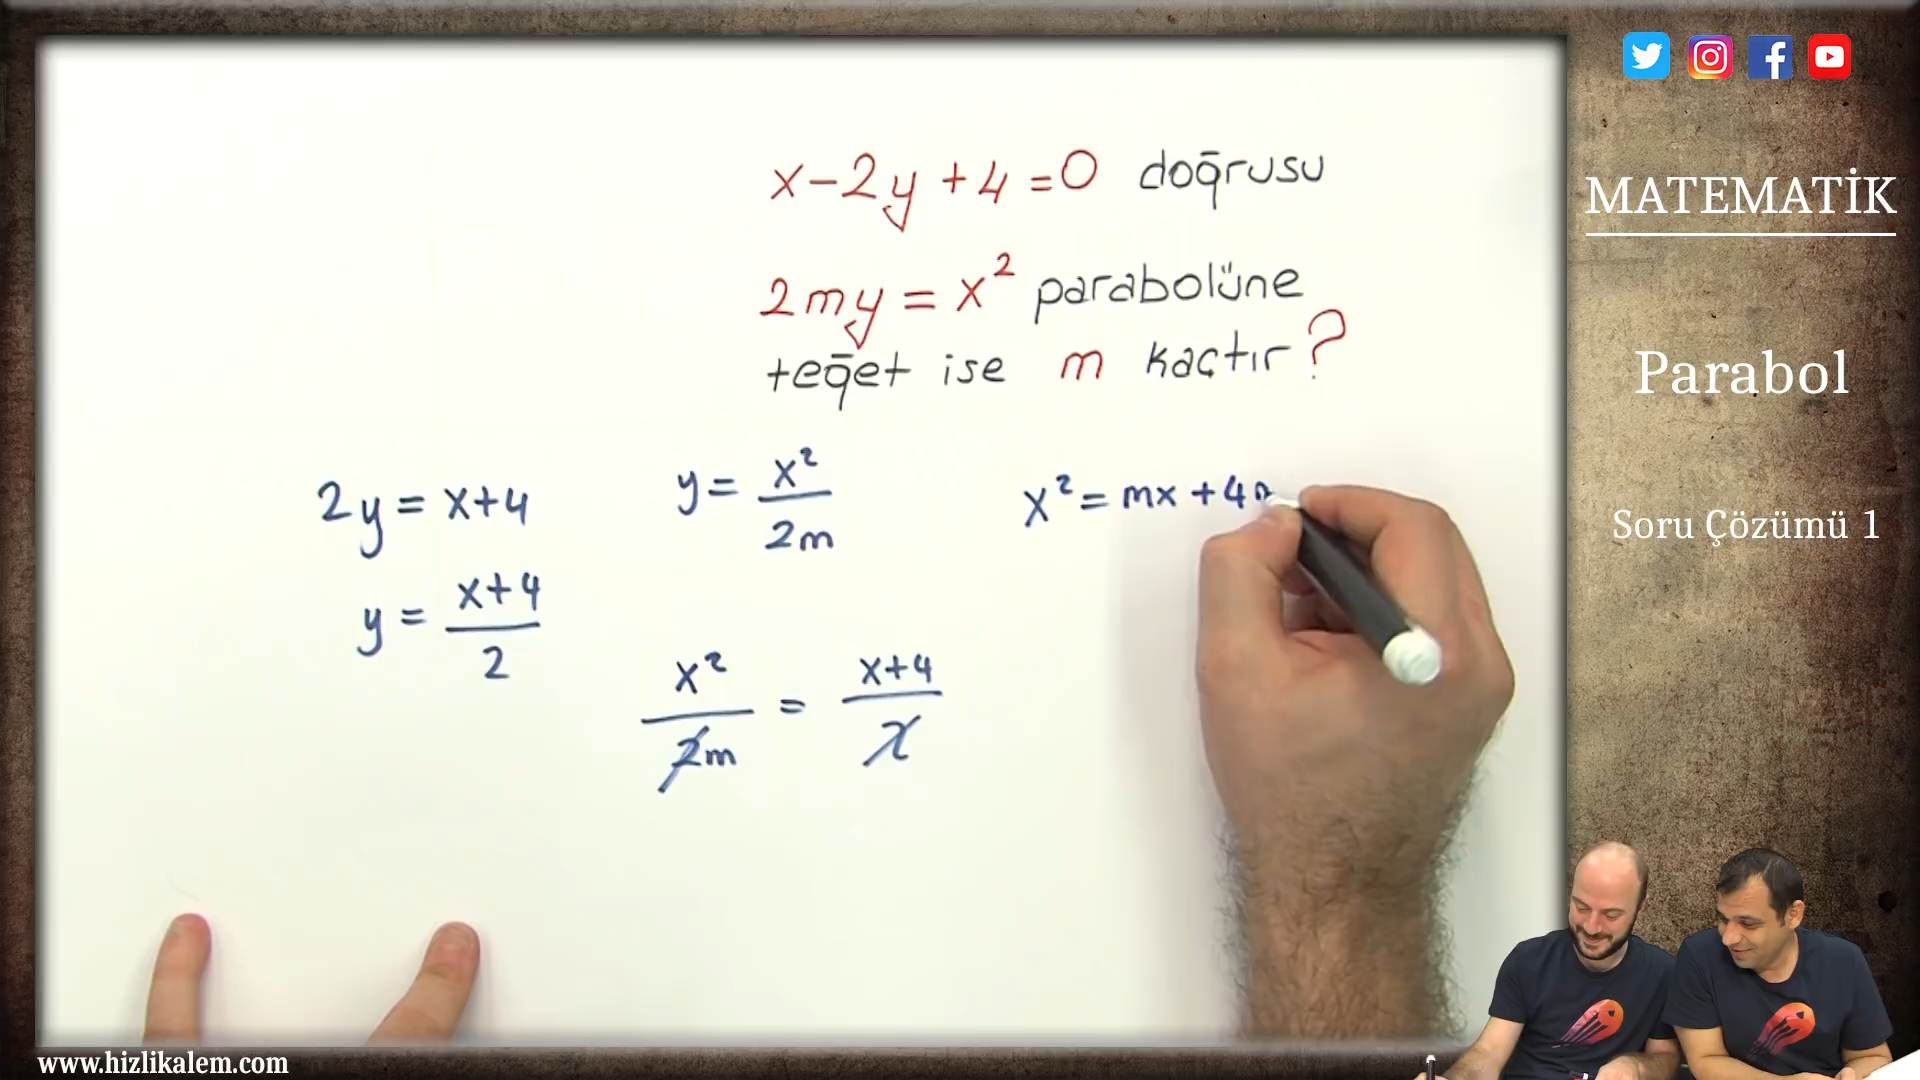 x-2y+4=0 doğrusu
2my=x² parabolüne
teğet ise m kaçtır?
2y=x+4
y=x+4/2
y=x²/2m
x²/2m=x+4/2
x²=mx+4
MATEMATİK
Parabol
Soru Çözümü 1
www.hizlikalem.com